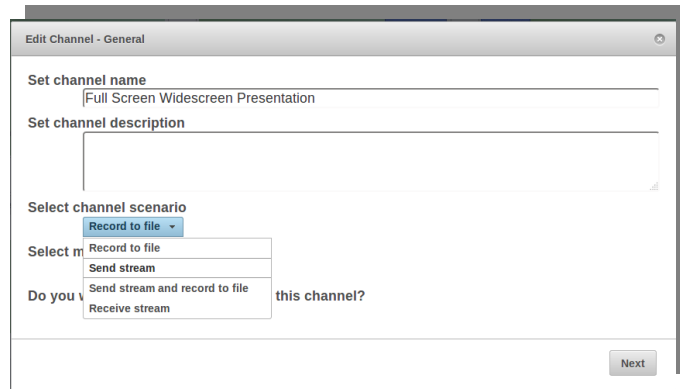 Edit Channel - General
Set channel name
Full Screen Widescreen Presentation
Set channel description
Select channel scenario
Record to file
Record to file
Select m
Send stream
Send stream and record to file
Do you this channel?
Receive stream
Next